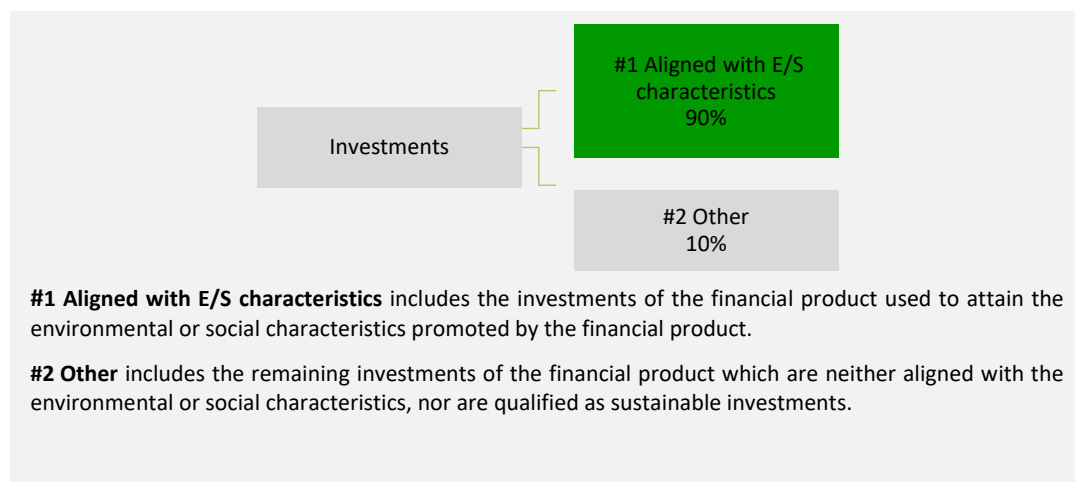 #1 Aligned with E/S
characteristics
90%
Investments
#2 Other
10%
#1 Aligned with E/S characteristics includes the investments of the financial product used to attain the
environmental or social characteristics promoted by the financial product.
#2 Other includes the remaining investments of the financial product which are neither aligned with the
environmental or social characteristics, nor are qualified as sustainable investments.